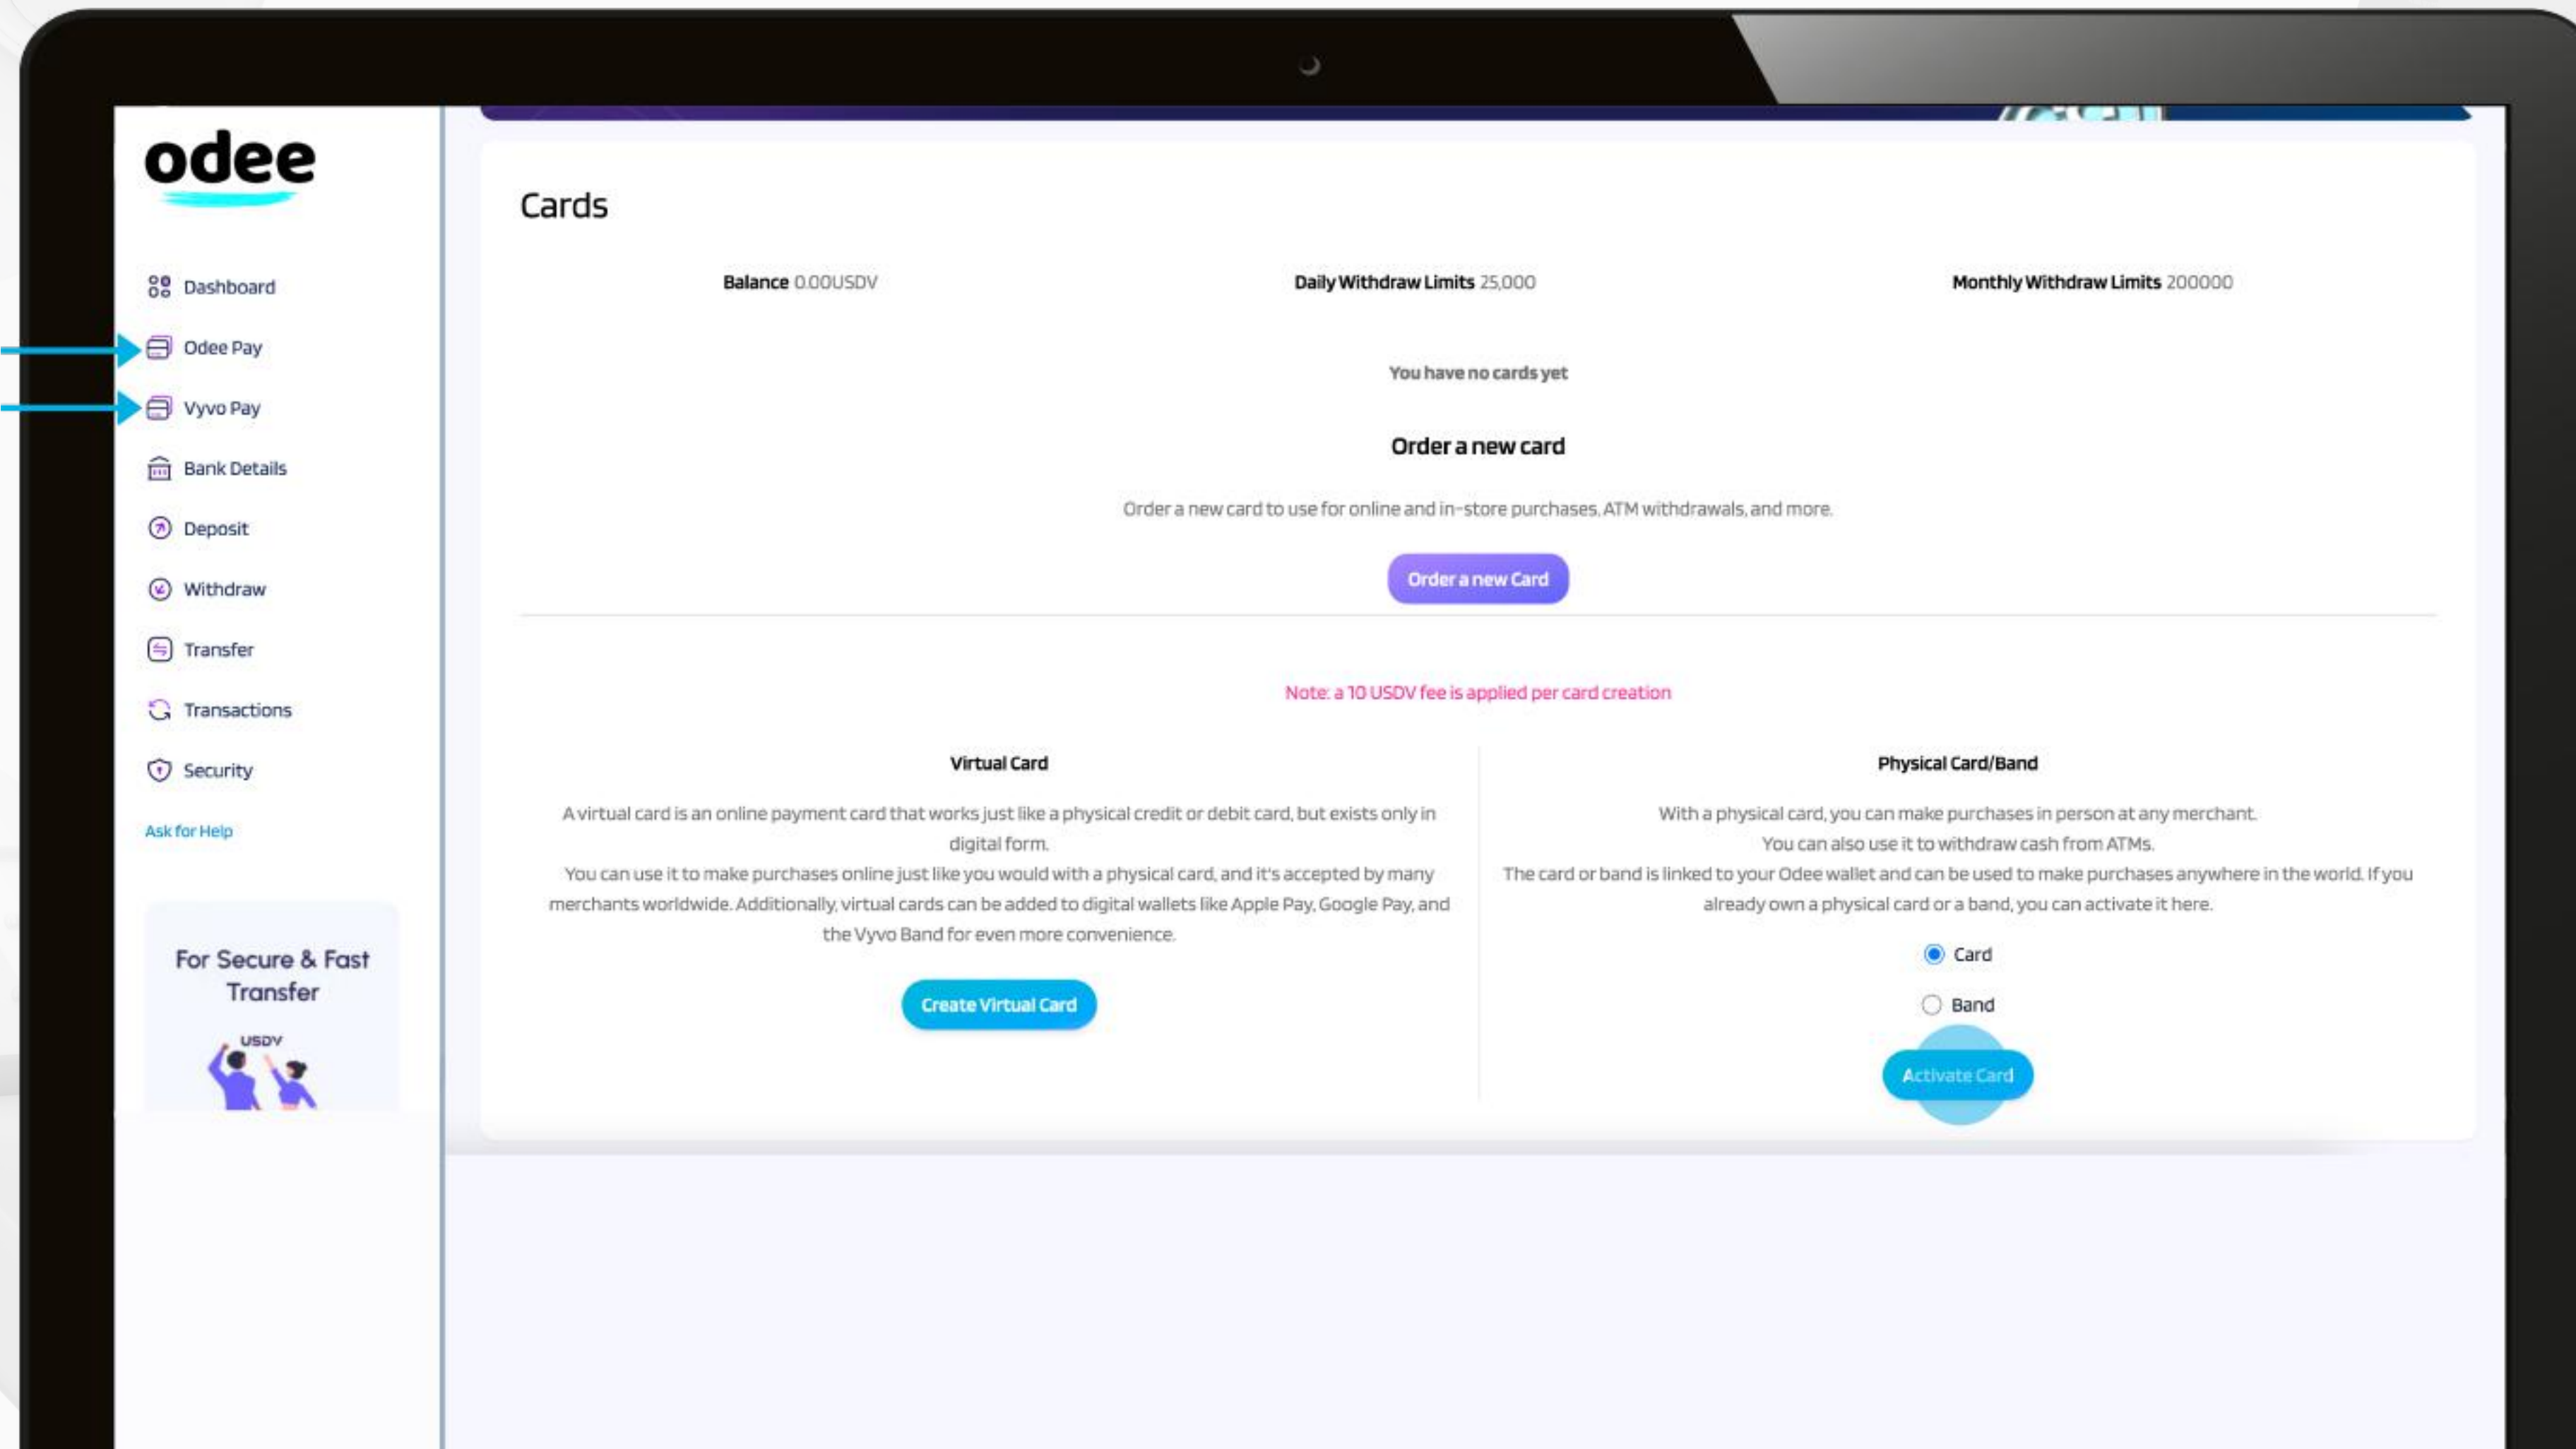 odee
Dashboard
Odee Pay
Vyvo Pay
Bank Details
Deposit
Withdraw
Transfer
Transactions
Security
Ask for Help
For Secure & Fast
Transfer
USDV
Cards
Balance 0.00USDV
Daily Withdraw Limits 25,000
Monthly Withdraw Limits 200000
You have no cards yet
Order a new card
Order a new card to use for online and in-store purchases, ATM withdrawals, and more.
Order a new Card
Note: a 10 USDV fee is applied per card creation
Virtual Card
A virtual card is an online payment card that works just like a physical credit or debit card, but exists only in
digital form.
You can use it to make purchases online just like you would with a physical card, and it's accepted by many
merchants worldwide. Additionally, virtual cards can be added to digital wallets like Apple Pay, Google Pay, and
the Vyvo Band for even more convenience.
Create Virtual Card
Physical Card/Band
With a physical card, you can make purchases in person at any merchant.
You can also use it to withdraw cash from ATMs.
The card or band is linked to your Odee wallet and can be used to make purchases anywhere in the world. If you
already own a physical card or a band, you can activate it here.
Card
Band
Activate Card